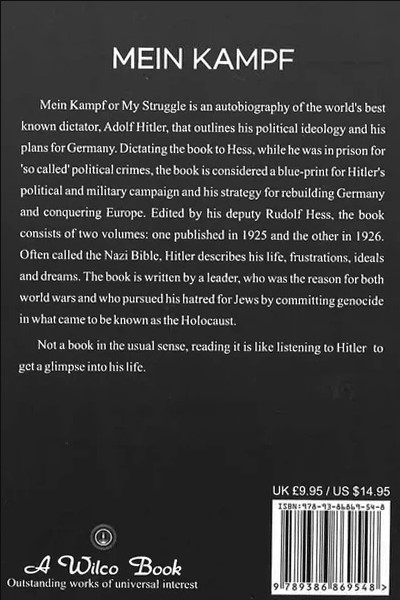 MEIN KAMPF
Mein Kampf or My Struggle is an autobiography of the world's best
known dictator, Adolf Hitler, that outlines his political ideology and his
plans for Germany. Dictating the book to Hess, while he was in prison for
'so called' political crimes, the book is considered a blue-print for Hitler's
political and military campaign and his strategy for rebuilding Germany
and conquering Europe. Edited by his deputy Rudolf Hess, the book
consists of two volumes: one published in 1925 and the other in 1926.
Often called the Nazi Bible, Hitler describes his life, frustrations, ideals
and dreams. The book is written by a leader, who was the reason for both
world wars and who pursued his hatred for Jews by committing genocide
in what came to be known as the Holocaust.
Not a book in the usual sense, reading it is like listening to Hitler to
get a glimpse into his life.
UK £9.95 / US $14.95
ISBN:978-93-86869-54-8
9789386869548>
A Wilco Book
Outstanding works of universal interest